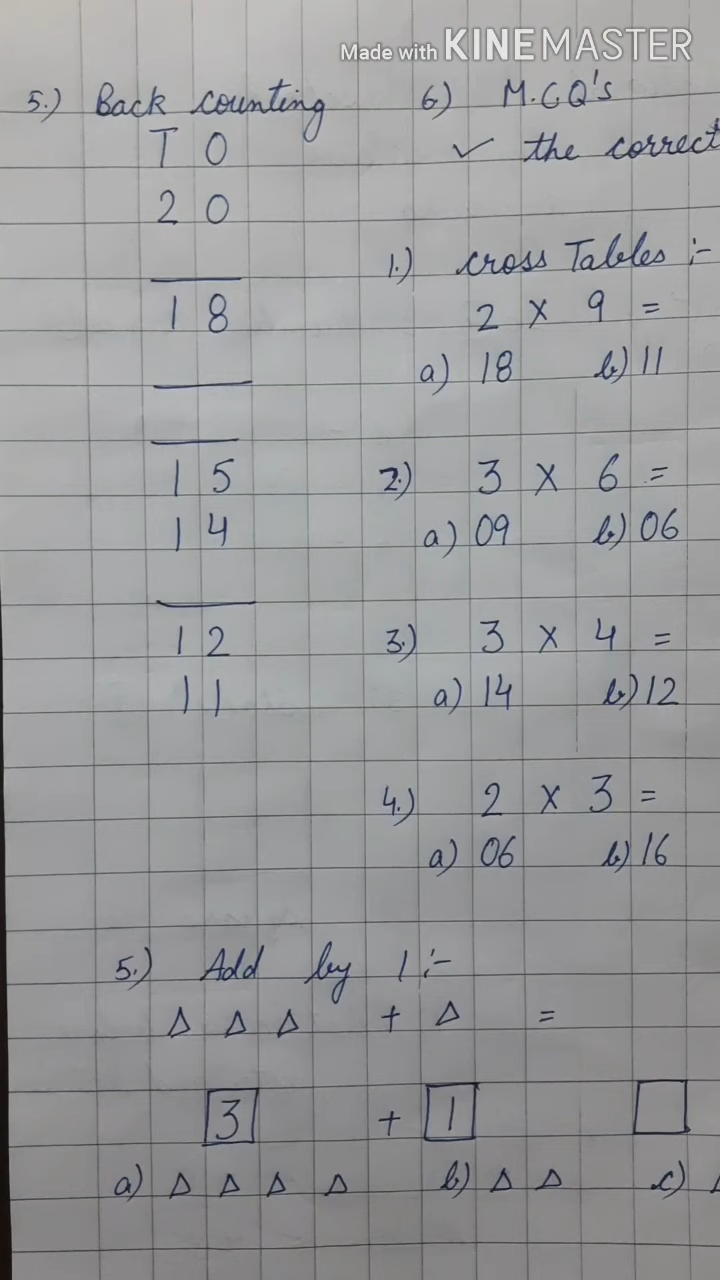 Made with KINEMASTER
5.) Back counting
T O
2 0
1 8
1 5
1 4
1 2
1 1
6) M.C.Q's
✓ the correct
1.) Cross Tables :-
2 × 9 =
a) 18 b) 11
2.) 3 × 6 =
a) 09 b) 06
3.) 3 × 4 =
a) 14 b) 12
4.) 2 × 3 =
a) 06 b) 16
5.) Add by 1 :-
Δ Δ Δ + Δ =
3 + 1
a) Δ Δ Δ Δ b) Δ Δ c) Δ